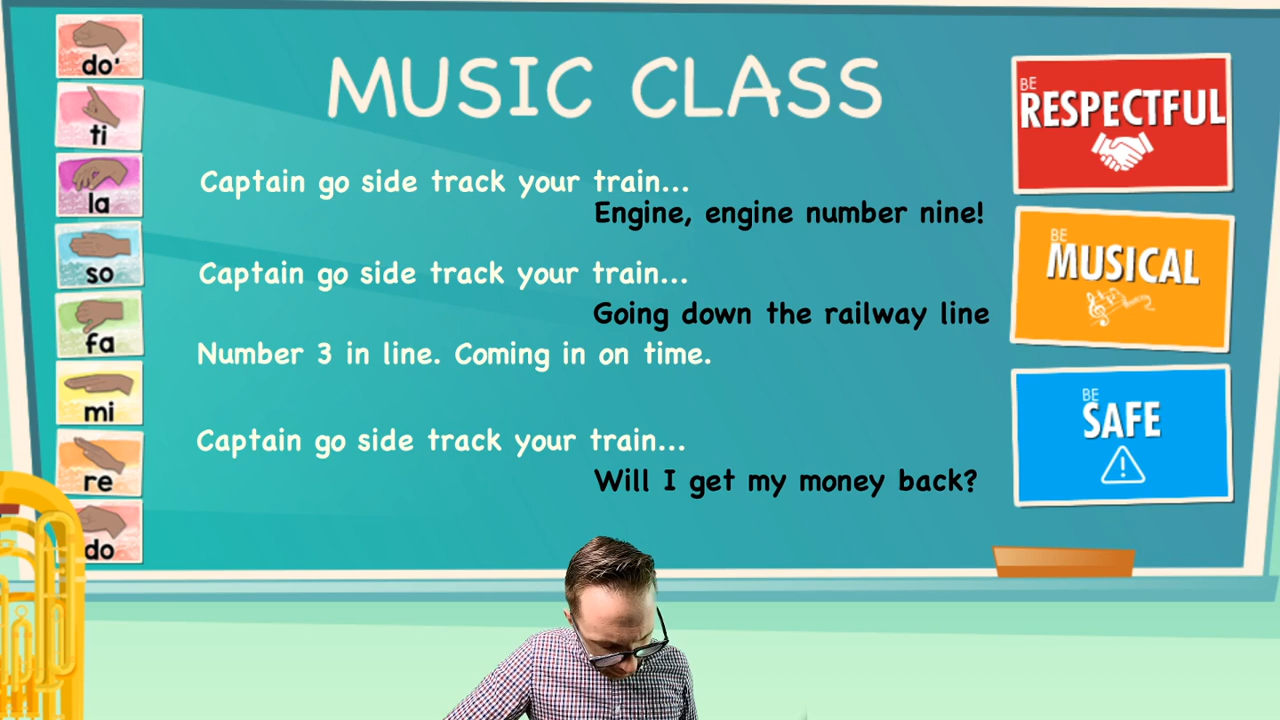 MUSIC CLASS
do'
ti
la
so
fa
mi
re
do
Captain go side track your train...
Engine, engine number nine!
Captain go side track your train...
Going down the railway line
Number 3 in line. Coming in on time.
Captain go side track your train...
Will I get my money back?
BE
RESPECTFUL
BE
MUSICAL
BE
SAFE